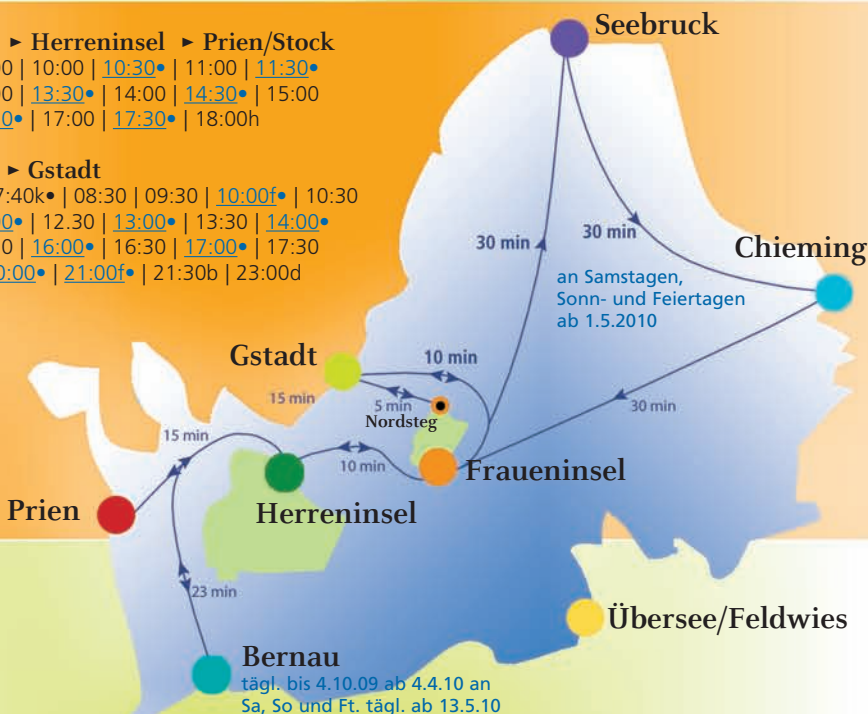 ► Herreninsel ► Prien/Stock
00 | 10:00 | 10:30• | 11:00 | 11:30•
00 | 13:30• | 14:00 | 14:30• | 15:00
0• | 17:00 | 17:30• | 18:00h
► Gstadt
7:40k• | 08:30 | 09:30 | 10:00f• | 10:30
00• | 12.30 | 13:00• | 13:30 | 14:00•
0 | 16:00• | 16:30 | 17:00• | 17:30
0:00• | 21:00f• | 21:30b | 23:00d
Seebruck
30 min
30 min
Chieming
an Samstagen,
Sonn- und Feiertagen
ab 1.5.2010
Gstadt
10 min
15 min
5 min
Nordsteg
30 min
15 min
10 min
Fraueninsel
Prien
Herreninsel
23 min
Übersee/Feldwies
Bernau
tägl. bis 4.10.09 ab 4.4.10 an
Sa, So und Ft. tägl. ab 13.5.10